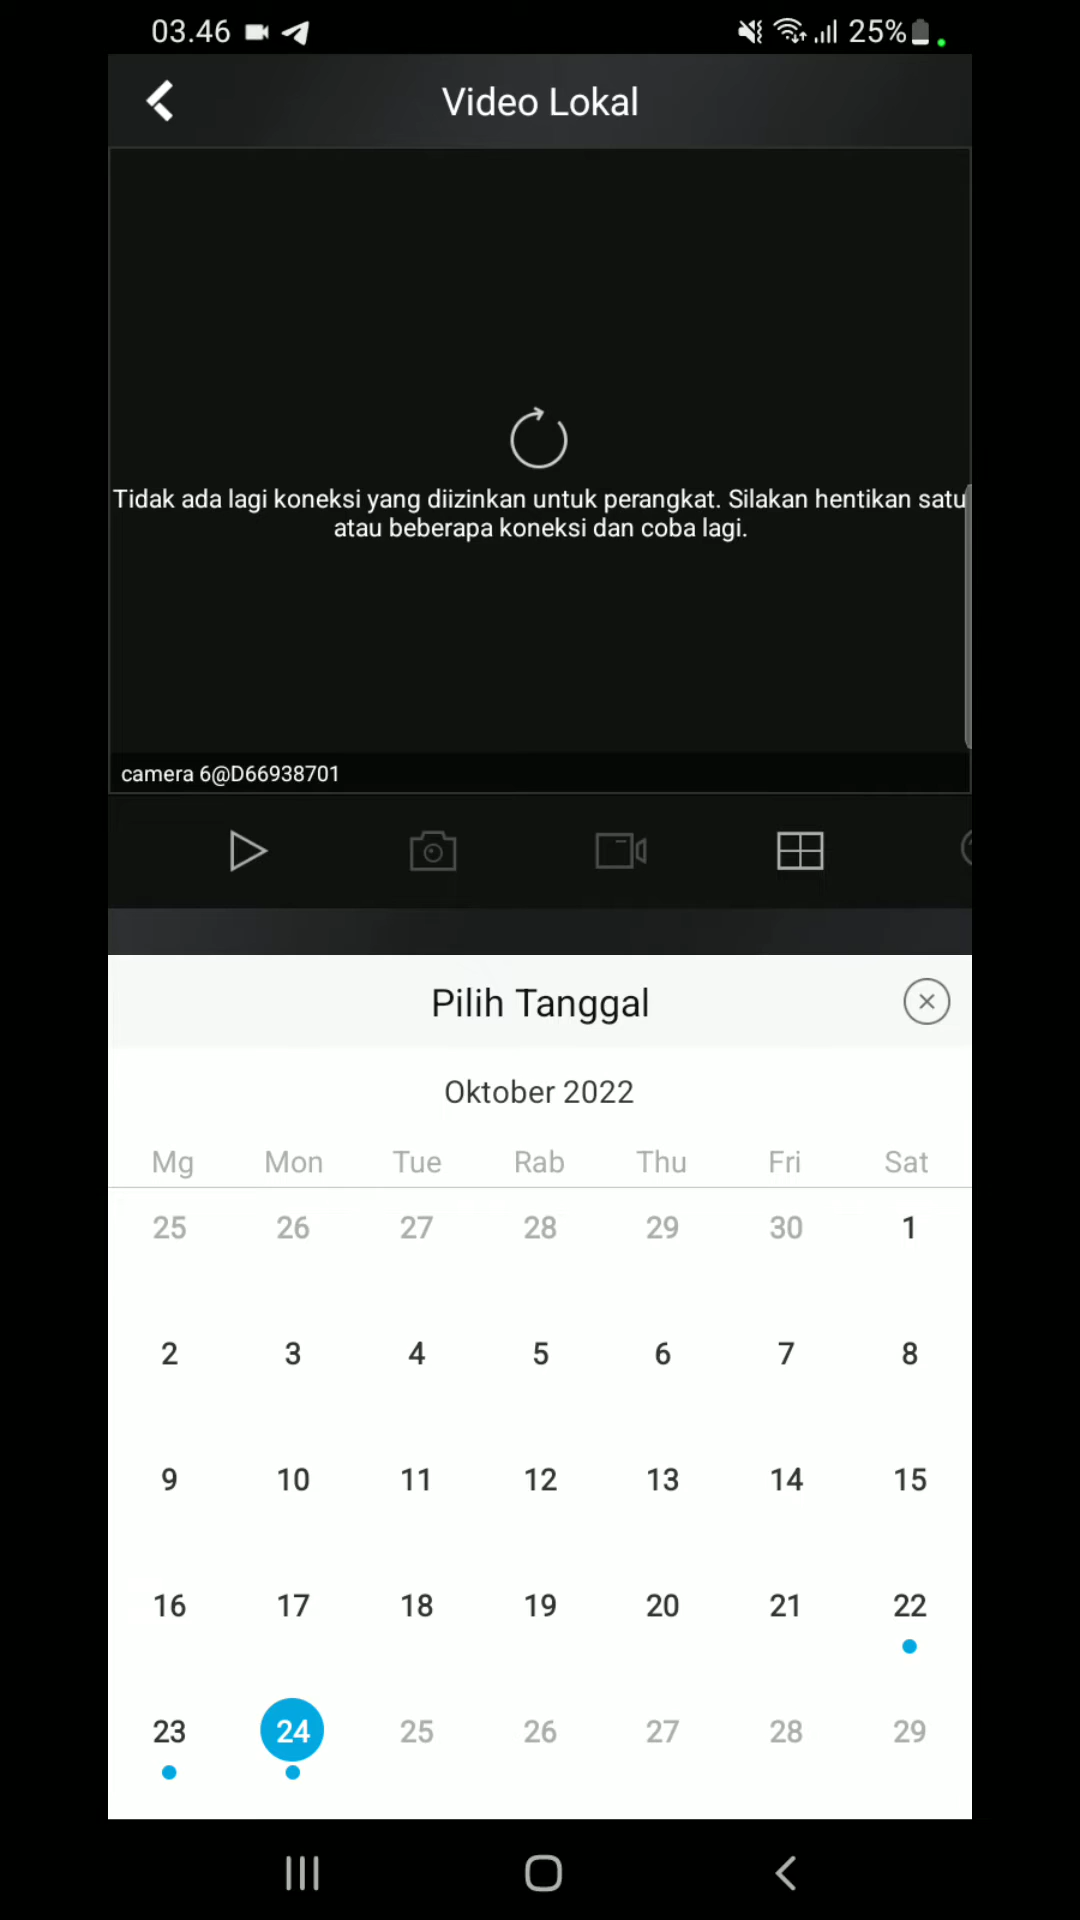 03.46 25%
Video Lokal
Tidak ada lagi koneksi yang diizinkan untuk perangkat. Silakan hentikan satu
atau beberapa koneksi dan coba lagi.
camera 6@D66938701
Pilih Tanggal
Oktober 2022
Mg Mon Tue Rab Thu Fri Sat
25 26 27 28 29 30 1
2 3 4 5 6 7 8
9 10 11 12 13 14 15
16 17 18 19 20 21 22
23 24 25 26 27 28 29